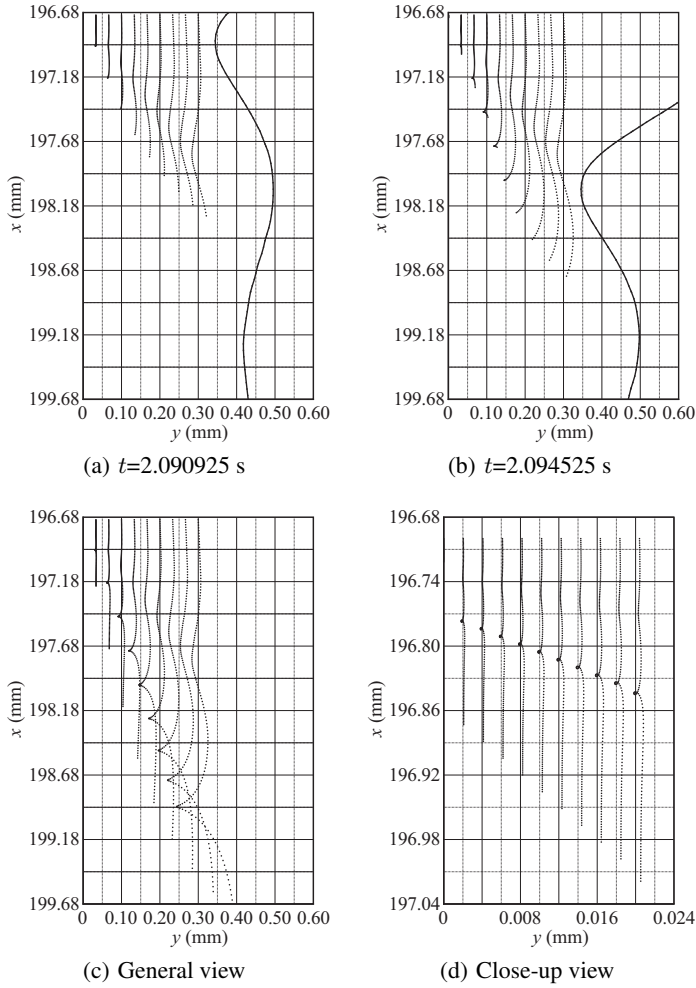 196.68
197.18
197.68
198.18
198.68
199.18
199.68
x (mm)
0 0.10 0.20 0.30 0.40 0.50 0.60
y (mm)
(a) t=2.090925 s
196.68
197.18
197.68
198.18
198.68
199.18
199.68
x (mm)
0 0.10 0.20 0.30 0.40 0.50 0.60
y (mm)
(b) t=2.094525 s
196.68
197.18
197.68
198.18
198.68
199.18
199.68
x (mm)
0 0.10 0.20 0.30 0.40 0.50 0.60
y (mm)
(c) General view
196.68
196.74
196.80
196.86
196.92
196.98
197.04
x (mm)
0 0.008 0.016 0.024
y (mm)
(d) Close-up view